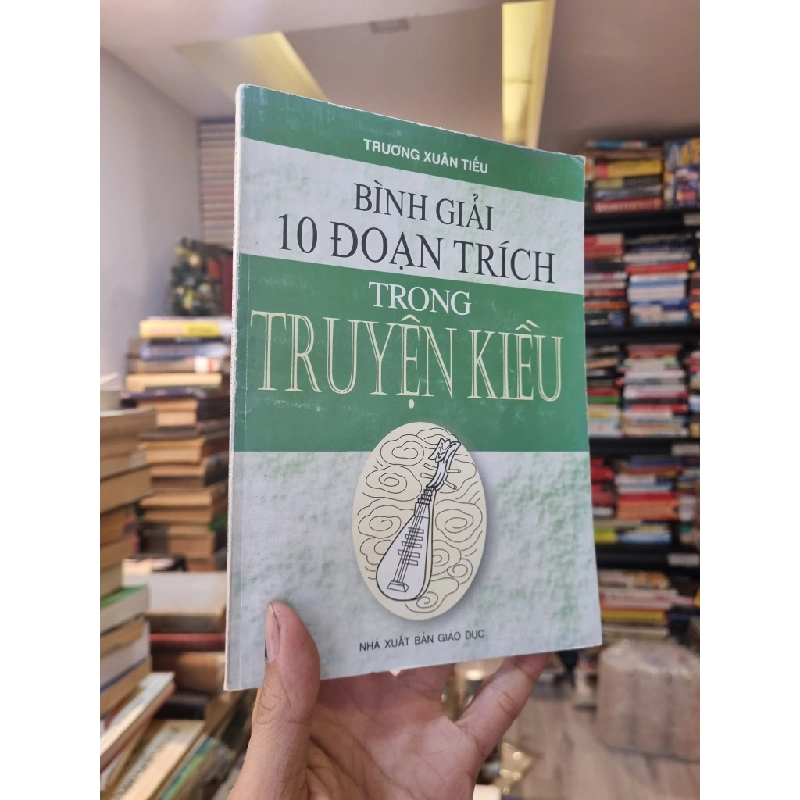 TRƯƠNG XUÂN TIẾU
BÌNH GIẢI
10 ĐOẠN TRÍCH
TRONG
TRUYỆN KIỀU
NHÀ XUẤT BẢN GIÁO DỤC